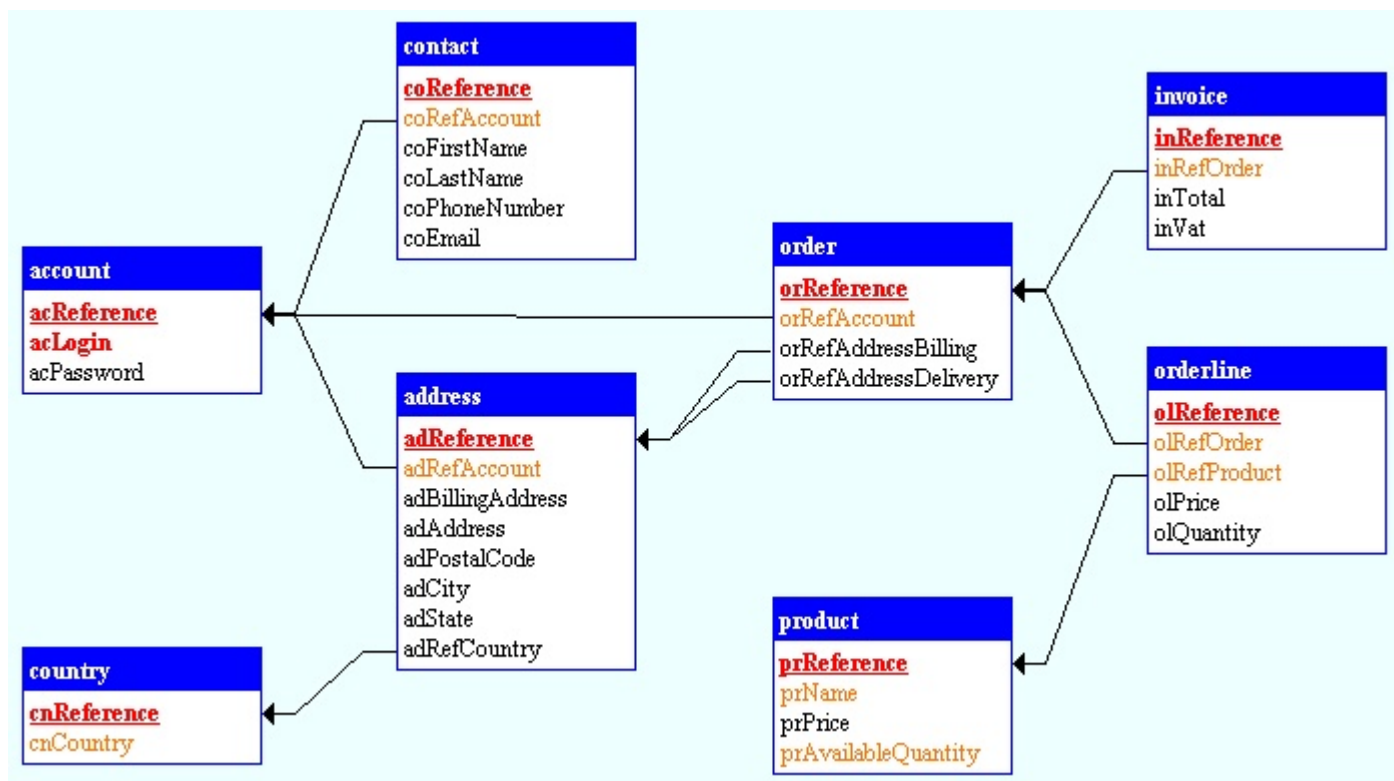 contact
coReference
coRefAccount
coFirstName
coLastName
coPhoneNumber
coEmail
account
acReference
acLogin
acPassword
address
adReference
adRefAccount
adBillingAddress
adAddress
adPostalCode
adCity
adState
adRefCountry
country
cnReference
cnCountry
order
orReference
orRefAccount
orRefAddressBilling
orRefAddressDelivery
product
prReference
prName
prPrice
prAvailableQuantity
invoice
inReference
inRefOrder
inTotal
inVat
orderline
olReference
olRefOrder
olRefProduct
olPrice
olQuantity